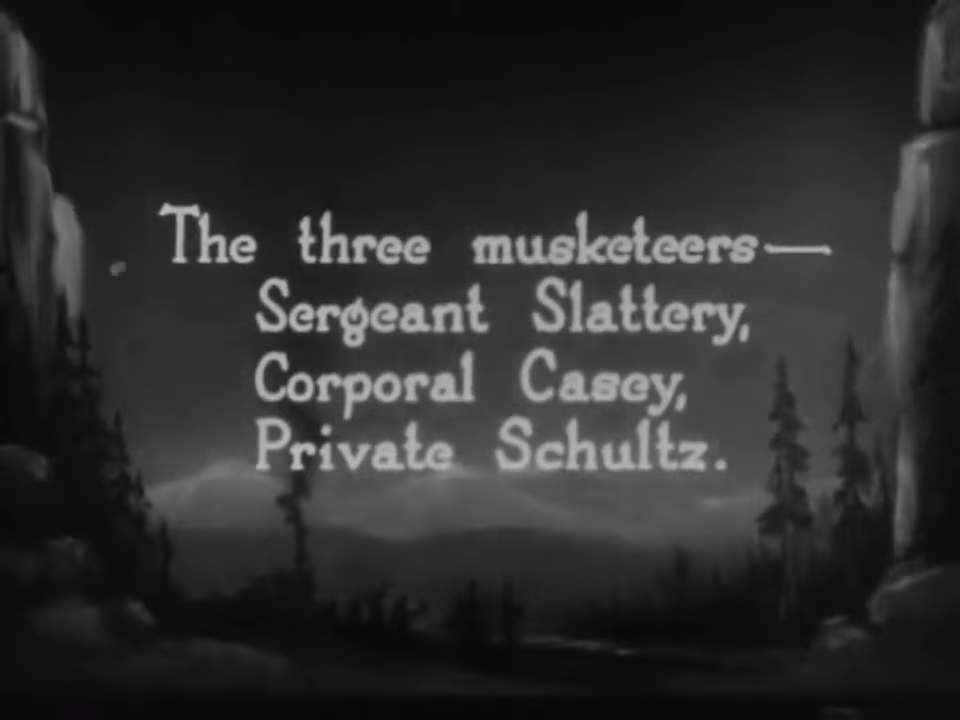 The three musketeers—
Sergeant Slattery,
Corporal Casey,
Private Schultz.